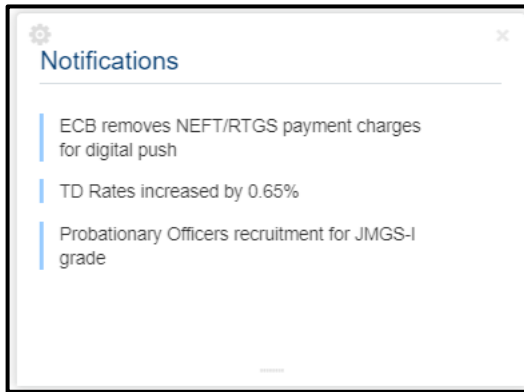 Notifications
ECB removes NEFT/RTGS payment charges
for digital push
TD Rates increased by 0.65%
Probationary Officers recruitment for JMGS-I
grade